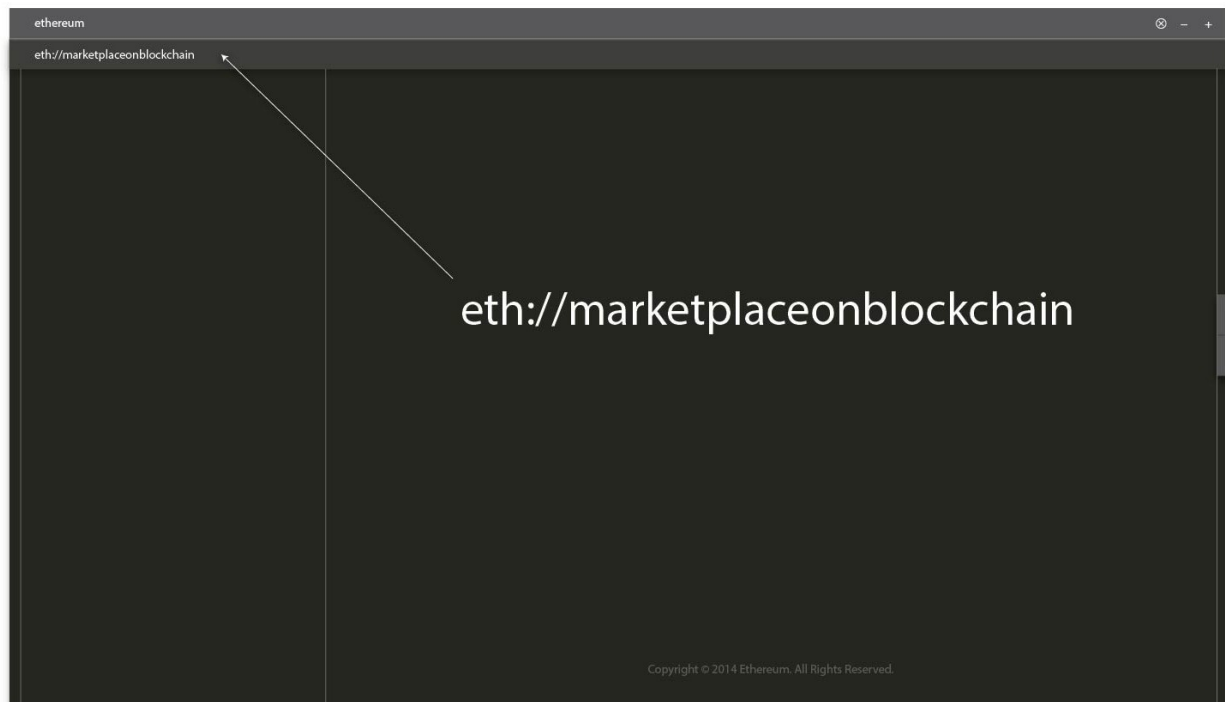 ethereum
eth://marketplaceonblockchain
eth://marketplaceonblockchain
Copyright © 2014 Ethereum. All Rights Reserved.